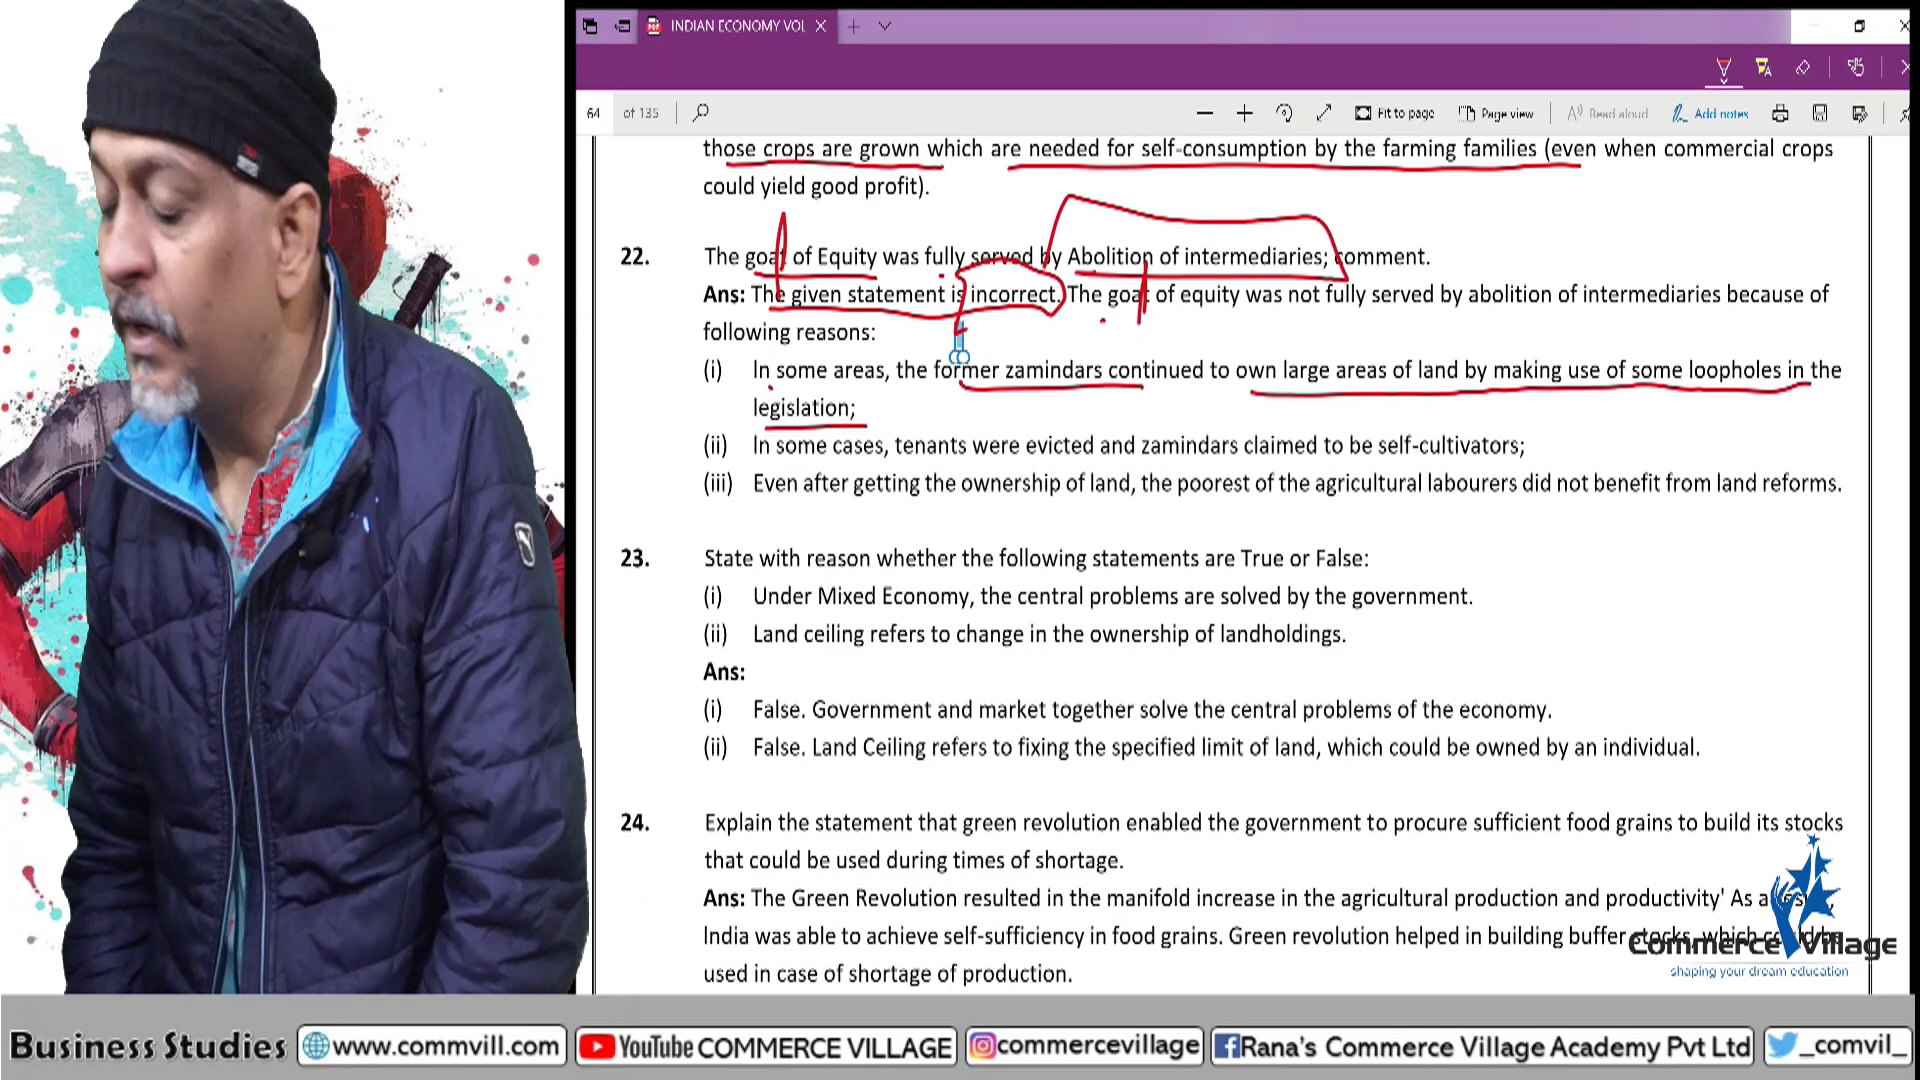 INDIAN ECONOMY VOL
64 of 135
Fit to page
Page view
Read aloud
Add notes
those crops are grown which are needed for self-consumption by the farming families (even when commercial crops
could yield good profit).
22. The goat of Equity was fully served by Abolition of intermediaries; comment.
Ans: The given statement is incorrect. The goat of equity was not fully served by abolition of intermediaries because of
following reasons:
(i) In some areas, the former zamindars continued to own large areas of land by making use of some loopholes in the
legislation;
(ii) In some cases, tenants were evicted and zamindars claimed to be self-cultivators;
(iii) Even after getting the ownership of land, the poorest of the agricultural labourers did not benefit from land reforms.
23. State with reason whether the following statements are True or False:
(i) Under Mixed Economy, the central problems are solved by the government.
(ii) Land ceiling refers to change in the ownership of landholdings.
Ans:
(i) False. Government and market together solve the central problems of the economy.
(ii) False. Land Ceiling refers to fixing the specified limit of land, which could be owned by an individual.
24. Explain the statement that green revolution enabled the government to procure sufficient food grains to build its stocks
that could be used during times of shortage.
Ans: The Green Revolution resulted in the manifold increase in the agricultural production and productivity' As a
India was able to achieve self-sufficiency in food grains. Green revolution helped in building buffer stocks, which
used in case of shortage of production.
Commerce Village
shaping your dream education
Business Studies
www.commvill.com
YouTube COMMERCE VILLAGE
commercevillage
Rana's Commerce Village Academy Pvt Ltd
_comvil_